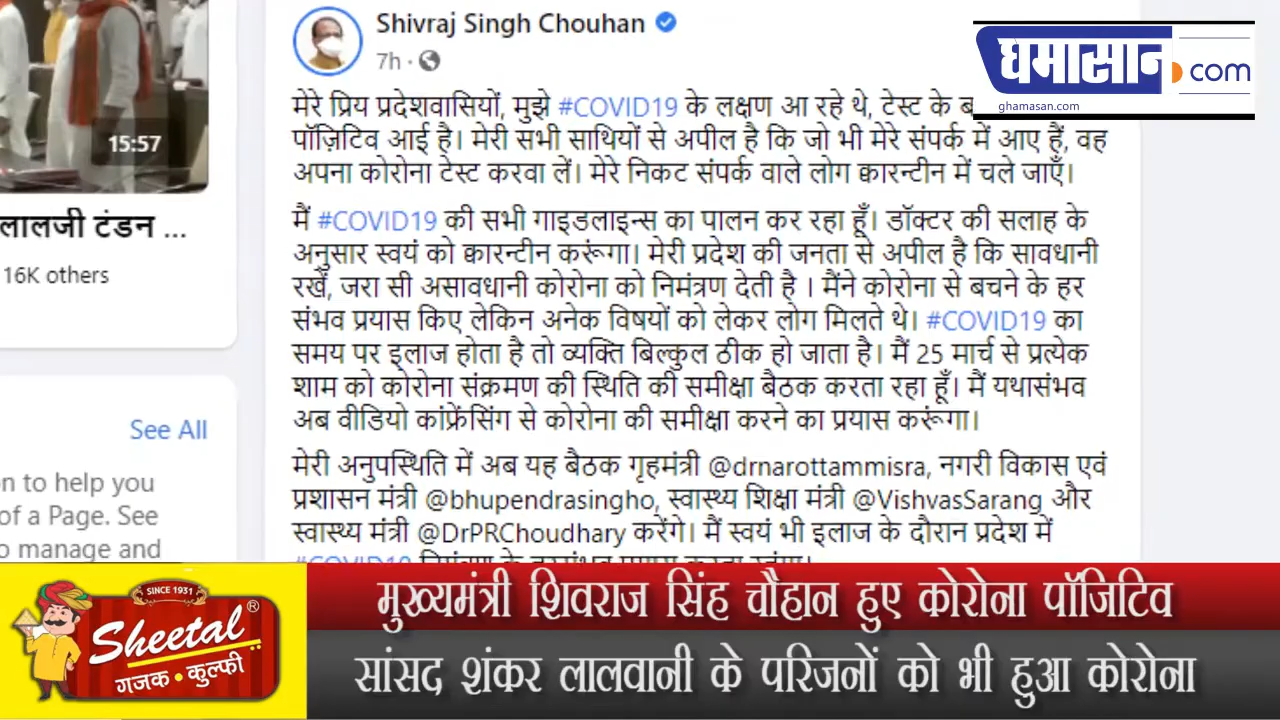 Shivraj Singh Chouhan
7h
घमासान.com
ghamasan.com
मेरे प्रिय प्रदेशवासियों, मुझे #COVID19 के लक्षण आ रहे थे, टेस्ट के
पॉज़िटिव आई है। मेरी सभी साथियों से अपील है कि जो भी मेरे संपर्क में आए हैं, वह
अपना कोरोना टेस्ट करवा लें। मेरे निकट संपर्क वाले लोग क्वारन्टीन में चले जाएँ।
मैं #COVID19 की सभी गाइडलाइन्स का पालन कर रहा हूँ। डॉक्टर की सलाह के
अनुसार स्वयं को क्वारन्टीन करूंगा। मेरी प्रदेश की जनता से अपील है कि सावधानी
रखें, जरा सी असावधानी कोरोना को निमंत्रण देती है । मैंने कोरोना से बचने के हर
संभव प्रयास किए लेकिन अनेक विषयों को लेकर लोग मिलते थे। #COVID19 का
समय पर इलाज होता है तो व्यक्ति बिल्कुल ठीक हो जाता है। मैं 25 मार्च से प्रत्येक
शाम को कोरोना संक्रमण की स्थिति की समीक्षा बैठक करता रहा हूँ। मैं यथासंभव
अब वीडियो कांफ्रेंसिंग से कोरोना की समीक्षा करने का प्रयास करूंगा।
मेरी अनुपस्थिति में अब यह बैठक गृहमंत्री @drnarottammisra, नगरी विकास एवं
प्रशासन मंत्री @bhupendrasingho, स्वास्थ्य शिक्षा मंत्री @VishvasSarang और
स्वास्थ्य मंत्री @DrPRChoudhary करेंगे। मैं स्वयं भी इलाज के दौरान प्रदेश में
#COVID19
15:57
लालजी टंडन ...
16K others
See All
on to help you
of a Page. See
o manage and
SINCE 1931
Sheetal®
गजक • कुल्फी
मुख्यमंत्री शिवराज सिंह चौहान हुए कोरोना पॉजिटिव
सांसद शंकर लालवानी के परिजनों को भी हुआ कोरोना